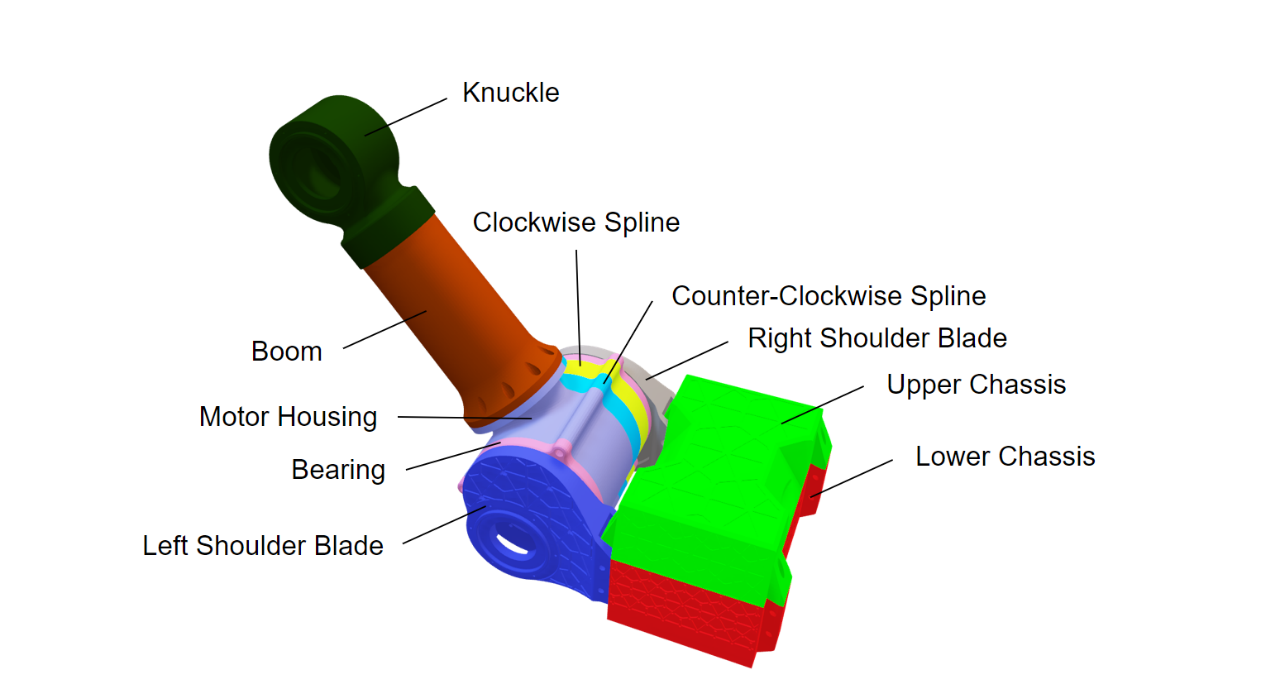 Knuckle
Clockwise Spline
Counter-Clockwise Spline
Right Shoulder Blade
Boom
Upper Chassis
Motor Housing
Lower Chassis
Bearing
Left Shoulder Blade